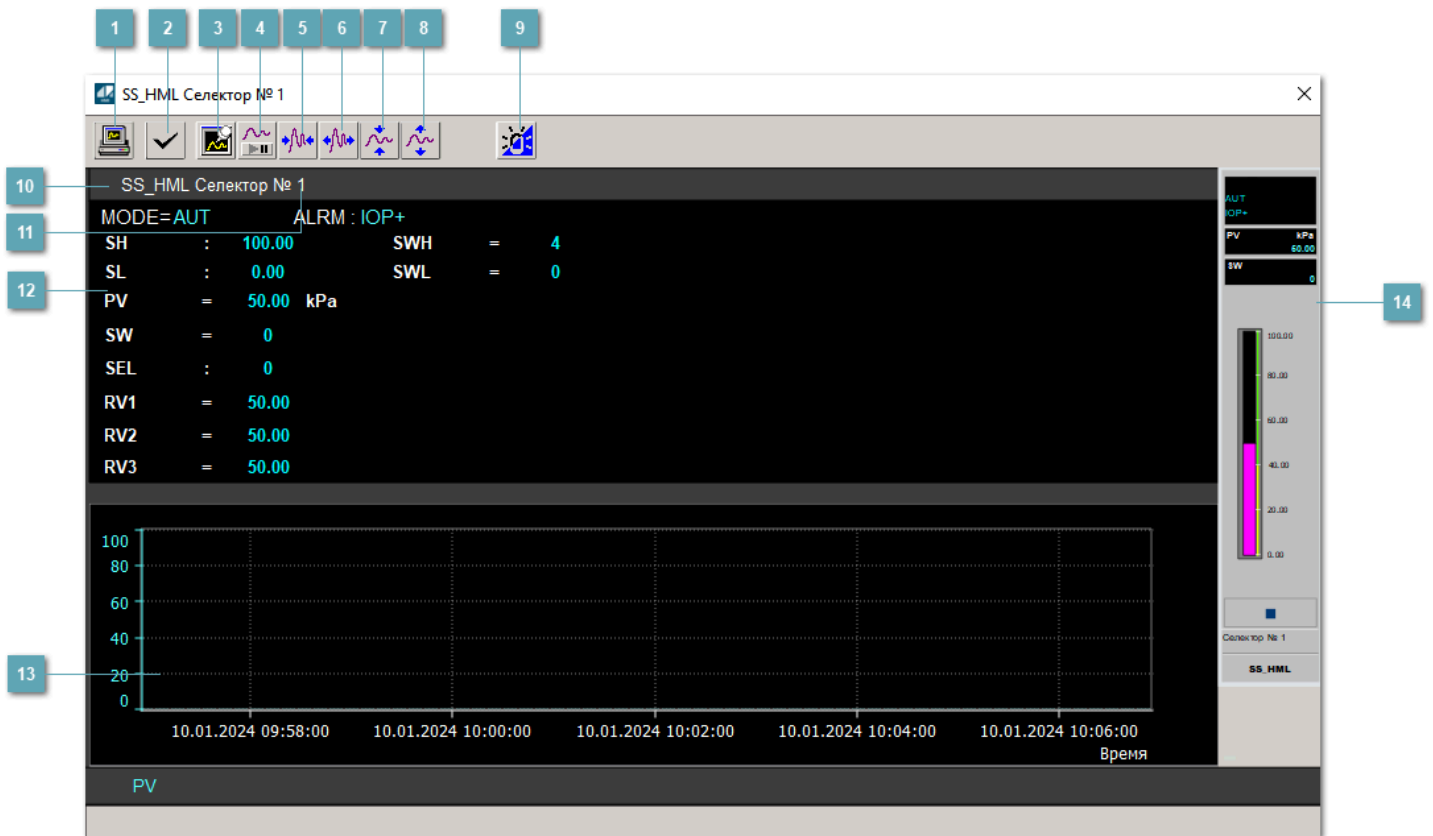 1 2 3 4 5 6 7 8 9
SS_HML Селектор № 1
10
SS_HML Селектор № 1
11
MODE=AUT ALRM : IOP+
SH : 100.00 SWH = 4
SL : 0.00 SWL = 0
12
PV = 50.00 kPa
SW = 0
SEL : 0
RV1 = 50.00
RV2 = 50.00
RV3 = 50.00
100
80
60
40
20
0
13
10.01.2024 09:58:00 10.01.2024 10:00:00 10.01.2024 10:02:00 10.01.2024 10:04:00 10.01.2024 10:06:00
Время
PV
AUT
IOP+
PV kPa
50.00
SW
0
14
100.00
80.00
60.00
40.00
20.00
0.00
Селектор № 1
SS_HML